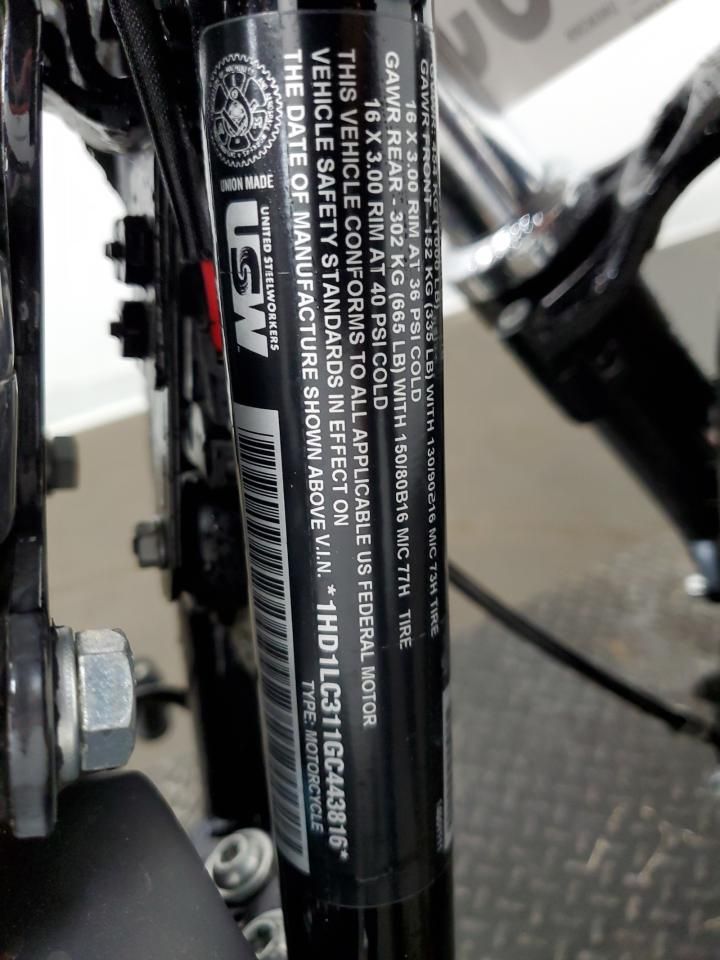 GAWR FRONT - 152 KG (335 LB) WITH 130/90B16 M/C 73H TIRE
16 X 3.00 RIM AT 36 PSI COLD
GAWR REAR - 302 KG (665 LB) WITH 150/80B16 M/C 77H TIRE
16 X 3.00 RIM AT 40 PSI COLD
THIS VEHICLE CONFORMS TO ALL APPLICABLE US FEDERAL MOTOR
VEHICLE SAFETY STANDARDS IN EFFECT ON
THE DATE OF MANUFACTURE SHOWN ABOVE V.I.N. *1HD1LC311GC443816*
TYPE: MOTORCYCLE
UNION MADE
UNITED STEELWORKERS
USW